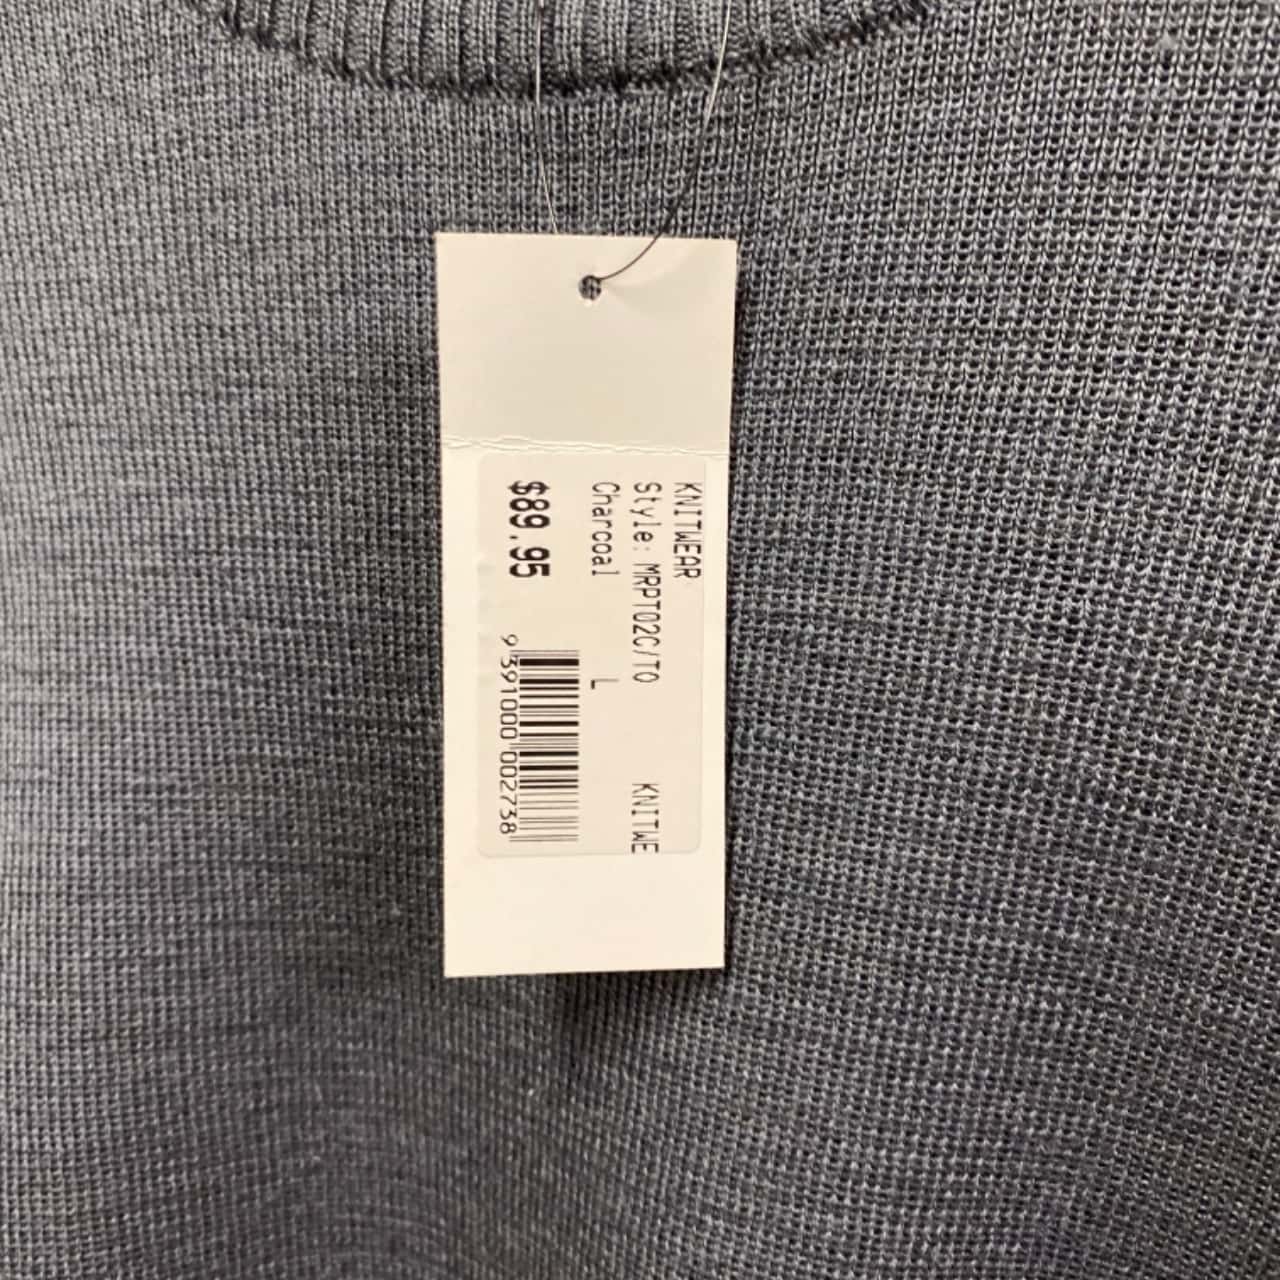 KNITWEAR
Style: MRPT02C/TO KNITWE
Charcoal L
$89.95
9 391000 002738